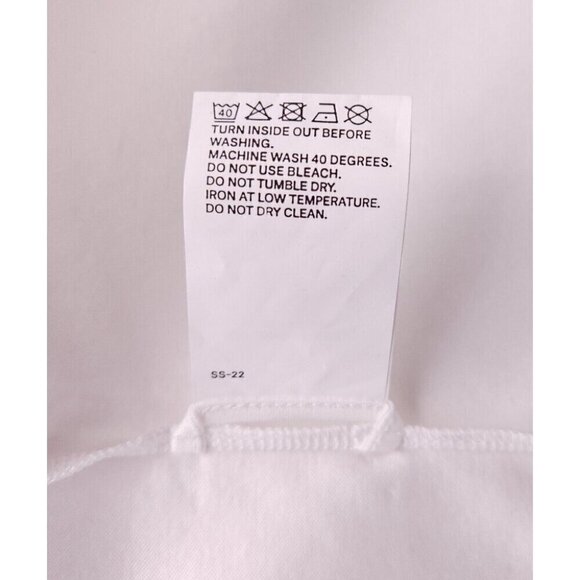 40
TURN INSIDE OUT BEFORE
WASHING.
MACHINE WASH 40 DEGREES.
DO NOT USE BLEACH.
DO NOT TUMBLE DRY.
IRON AT LOW TEMPERATURE.
DO NOT DRY CLEAN.
SS-22